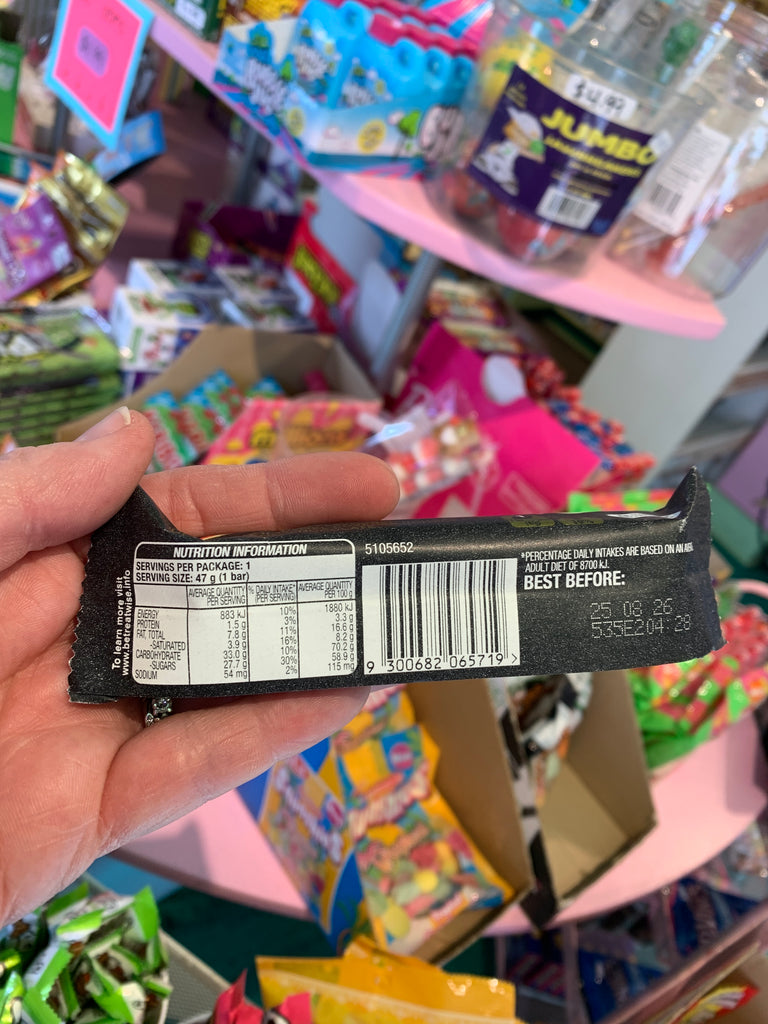 $4.99
JUMBO
To learn more visit
www.betreatwise.info
NUTRITION INFORMATION
SERVINGS PER PACKAGE: 1
SERVING SIZE: 47 g (1 bar)
AVERAGE QUANTITY PER SERVING
% DAILY INTAKE* PER SERVING
AVERAGE QUANTITY PER 100 g
ENERGY 883 kJ 10% 1880 kJ
PROTEIN 1.5 g 3% 3.3 g
FAT, TOTAL 7.8 g 11% 16.6 g
-SATURATED 3.9 g 16% 8.2 g
CARBOHYDRATE 33.0 g 10% 70.2 g
-SUGARS 27.7 g 30% 58.9 g
SODIUM 54 mg 2% 115 mg
5105652
9 300682 065719 >
*PERCENTAGE DAILY INTAKES ARE BASED ON AN
ADULT DIET OF 8700 kJ.
BEST BEFORE:
25 08 26
535E204 28